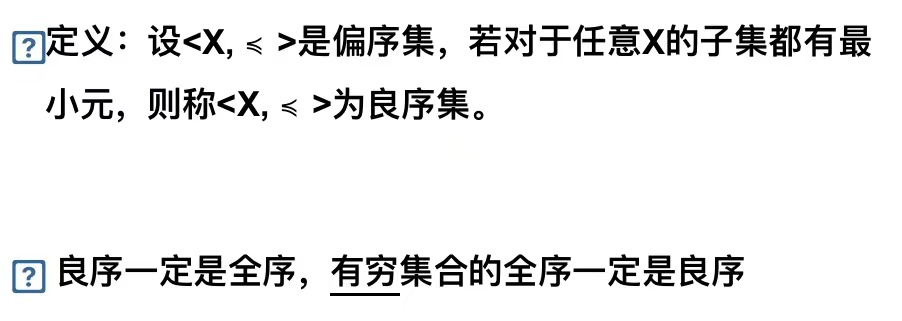 定义：设<X, ≼ >是偏序集，若对于任意X的子集都有最
小元，则称<X, ≼ >为良序集。
良序一定是全序，有穷集合的全序一定是良序